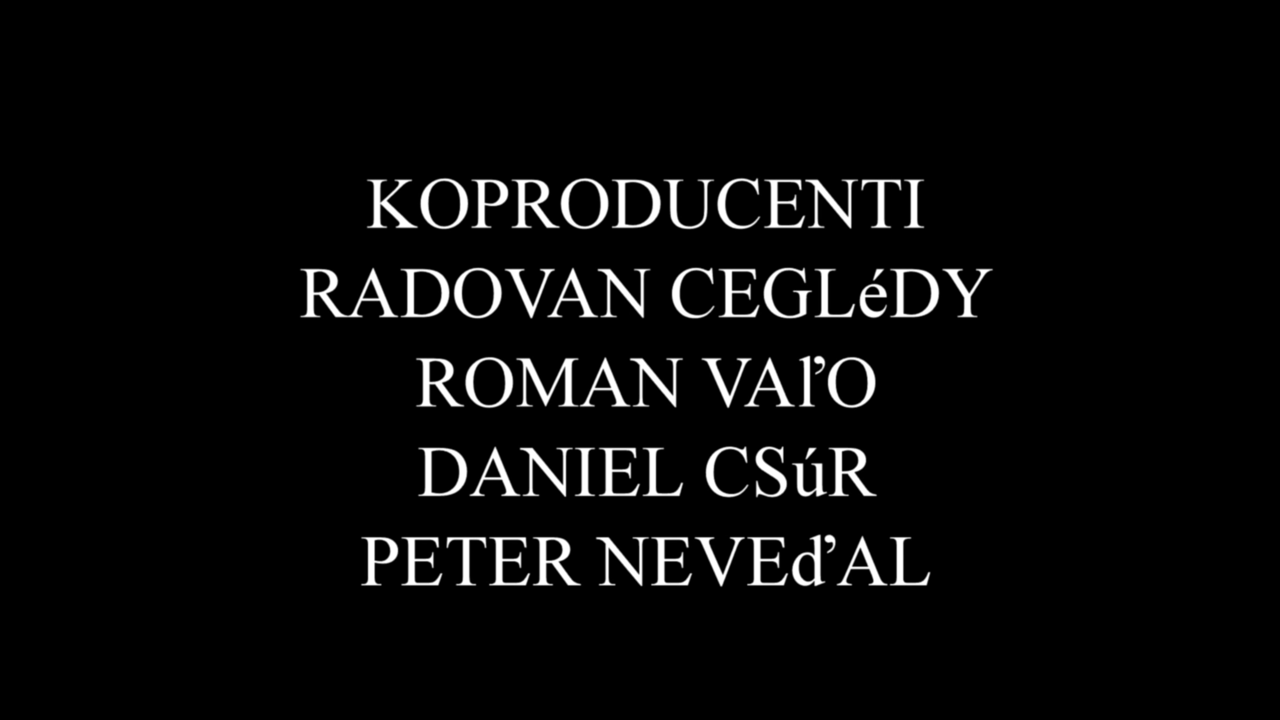 KOPRODUCENTI
RADOVAN CEGLéDY
ROMAN VAľO
DANIEL CSúR
PETER NEVEďAL